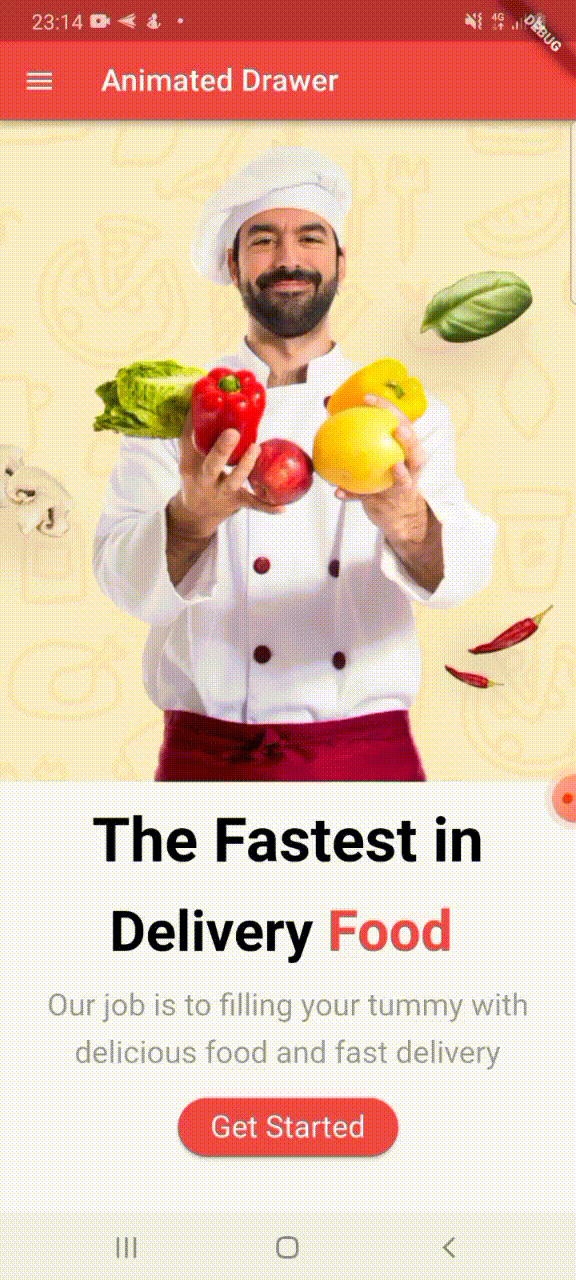 23:14
4G
DEBUG
Animated Drawer
The Fastest in
Delivery Food
Our job is to filling your tummy with
delicious food and fast delivery
Get Started